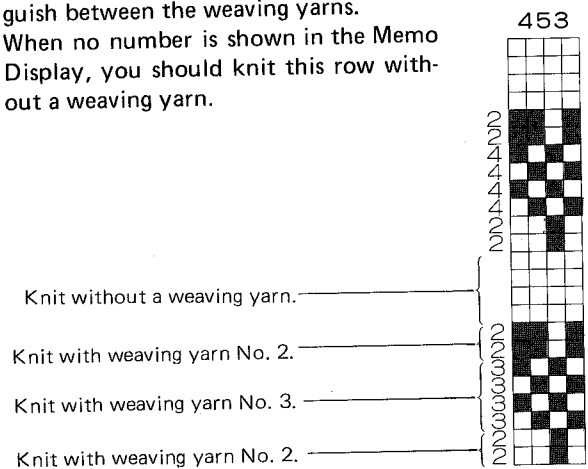 guish between the weaving yarns.
When no number is shown in the Memo
Display, you should knit this row with-
out a weaving yarn.
453
2
2
4
4
4
4
2
2
Knit without a weaving yarn.
2
2
Knit with weaving yarn No. 2.
3
3
3
3
Knit with weaving yarn No. 3.
2
2
Knit with weaving yarn No. 2.